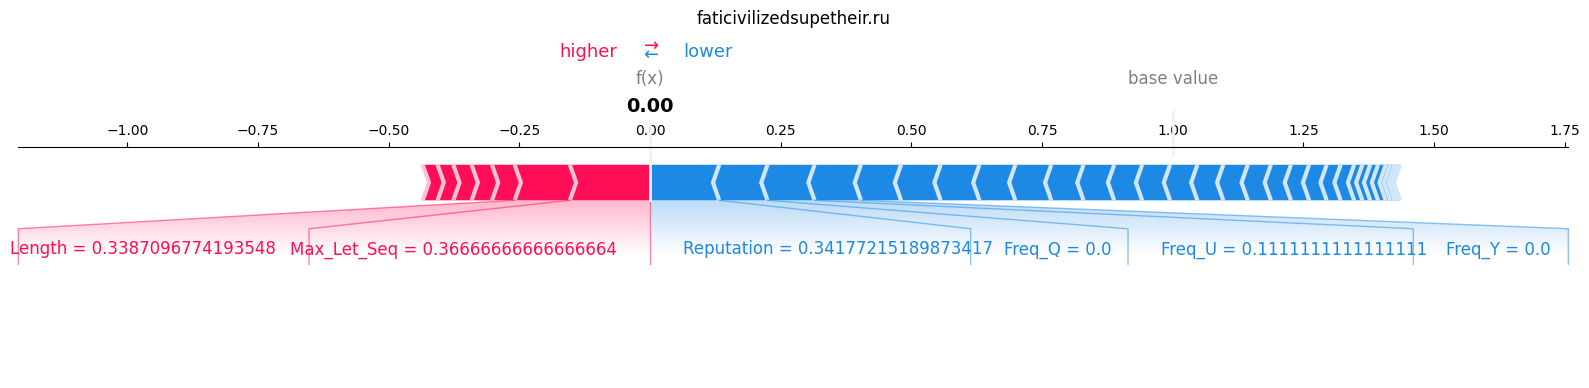 faticivilizedsupetheir.ru
higher → ← lower
f(x) base value
0.00
−1.00 −0.75 −0.50 −0.25 0.00 0.25 0.50 0.75 1.00 1.25 1.50 1.75
Length = 0.3387096774193548 Max_Let_Seq = 0.36666666666666664 Reputation = 0.34177215189873417 Freq_Q = 0.0 Freq_U = 0.1111111111111111 Freq_Y = 0.0